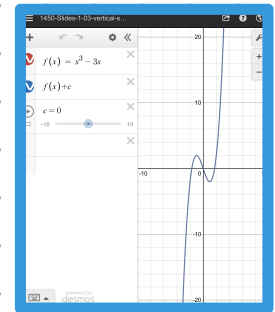 1450-Slides-1-03-vertical-s...
f(x) = x³ − 3x
f(x)+c
c = 0
-10 10
powered by
desmos
20
10
-10 0
-10
-20